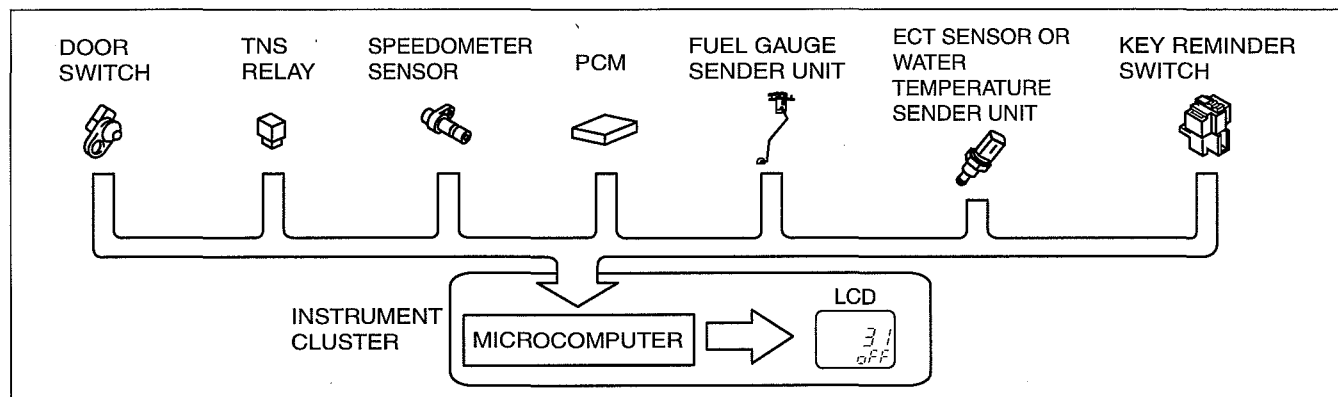 DOOR
SWITCH
TNS
RELAY
SPEEDOMETER
SENSOR
PCM
FUEL GAUGE
SENDER UNIT
ECT SENSOR OR
WATER
TEMPERATURE
SENDER UNIT
KEY REMINDER
SWITCH
INSTRUMENT
CLUSTER
MICROCOMPUTER
LCD
31
oFF